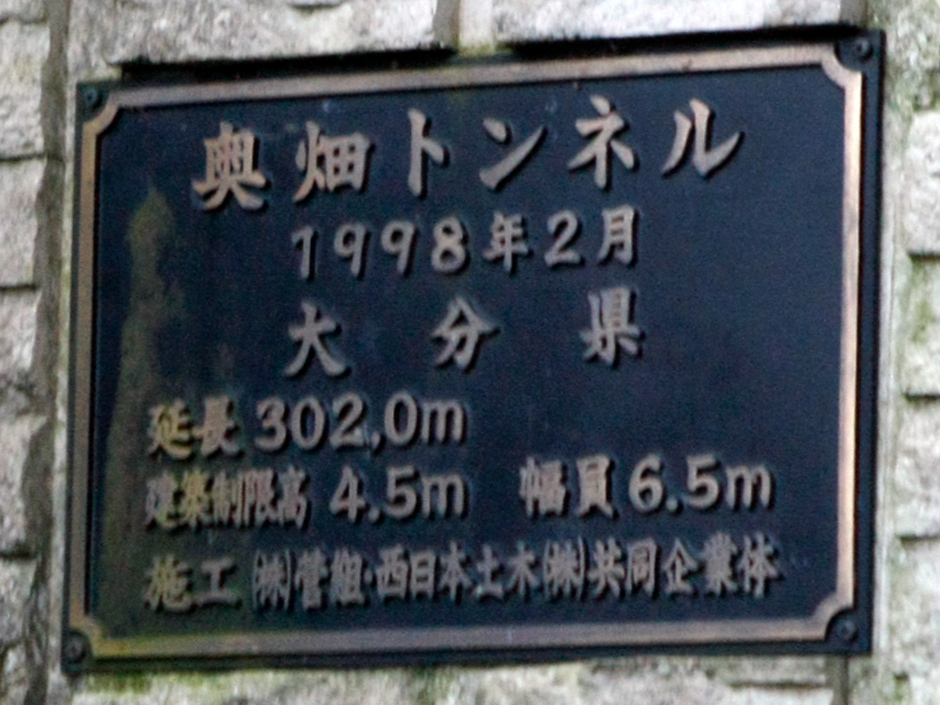 奥畑トンネル
1998年2月
大分県
延長 302.0m
建築制限高 4.5m 幅員 6.5m
施工 ㈱菅組・西日本土木㈱共同企業体